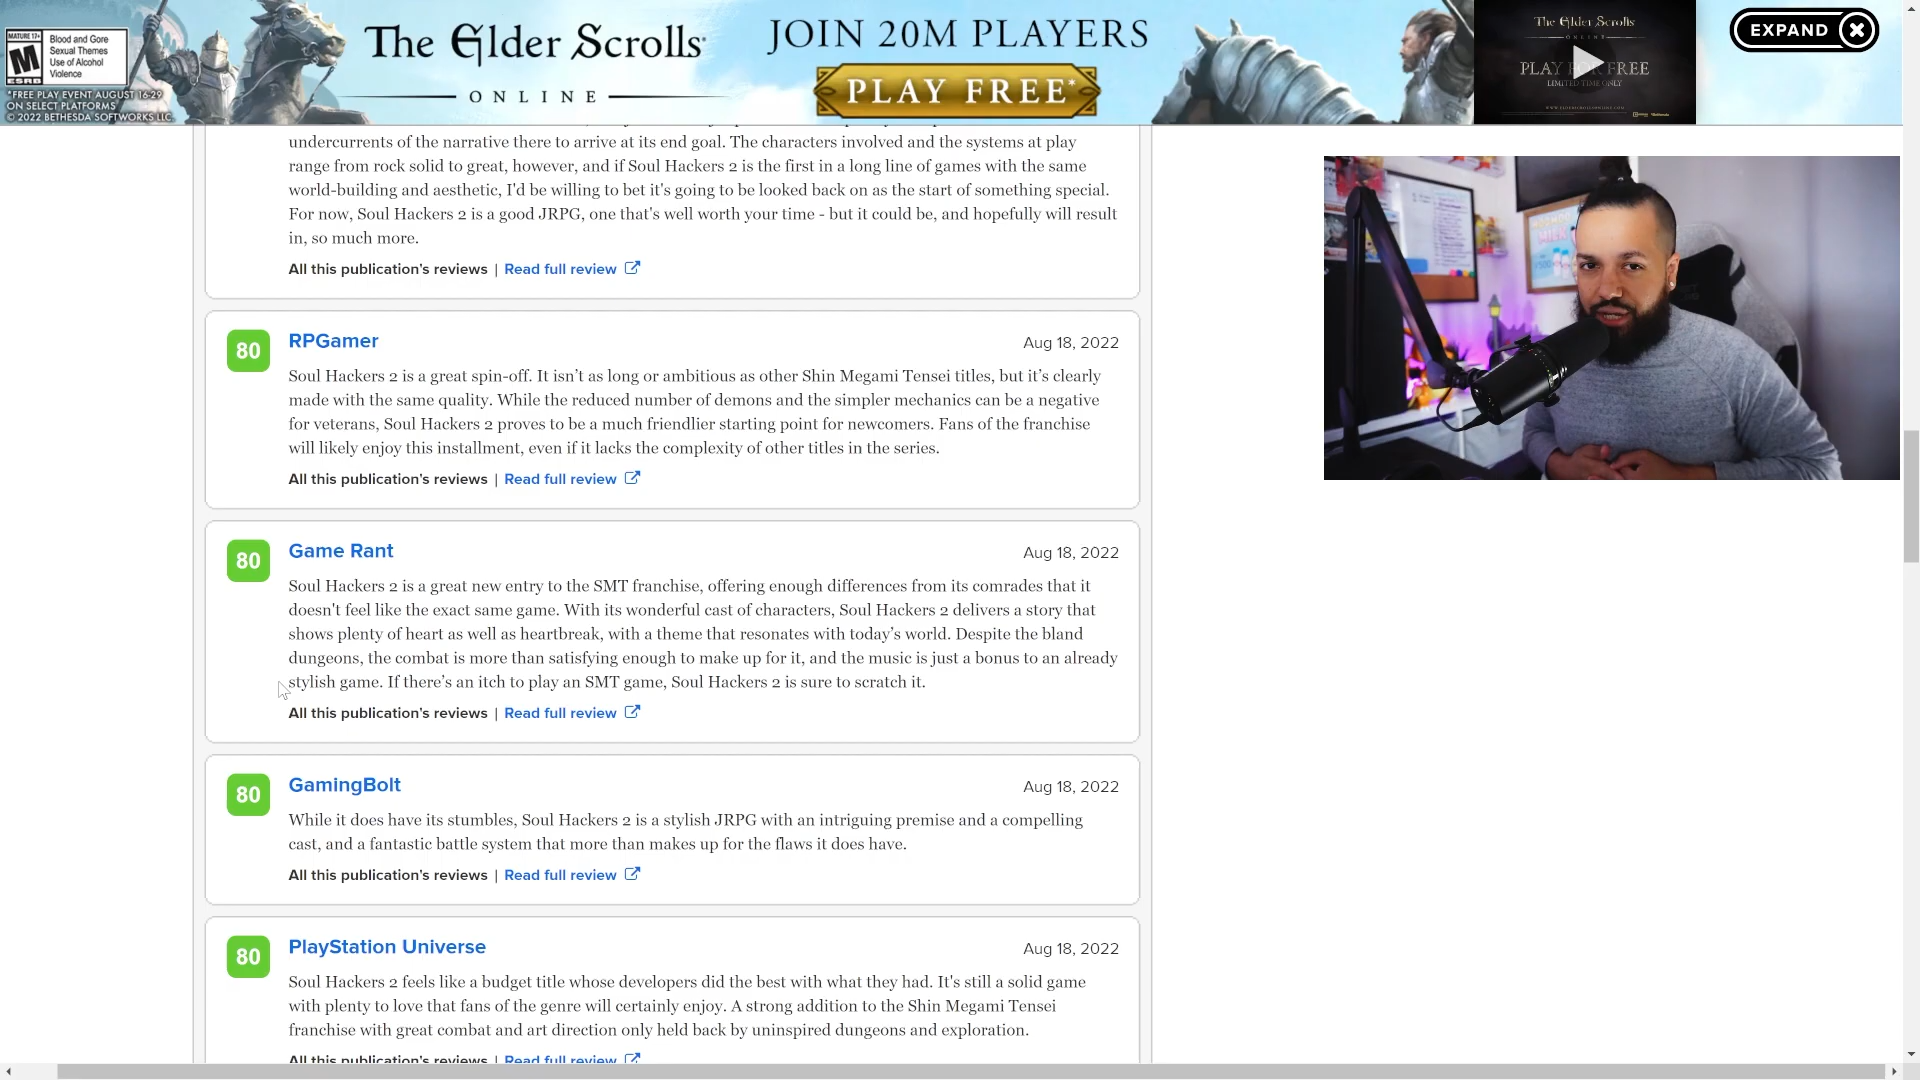 MATURE 17+
M
ESRB
Blood and Gore
Sexual Themes
Use of Alcohol
Violence
*FREE PLAY EVENT AUGUST 16-29
ON SELECT PLATFORMS
© 2022 BETHESDA SOFTWORKS LLC
The Elder Scrolls
ONLINE
JOIN 20M PLAYERS
PLAY FREE*
The Elder Scrolls
ONLINE
PLAY FOR FREE
LIMITED TIME ONLY
EXPAND
undercurrents of the narrative there to arrive at its end goal. The characters involved and the systems at play
range from rock solid to great, however, and if Soul Hackers 2 is the first in a long line of games with the same
world-building and aesthetic, I'd be willing to bet it's going to be looked back on as the start of something special.
For now, Soul Hackers 2 is a good JRPG, one that's well worth your time - but it could be, and hopefully will result
in, so much more.
All this publication's reviews | Read full review
80 RPGamer Aug 18, 2022
Soul Hackers 2 is a great spin-off. It isn’t as long or ambitious as other Shin Megami Tensei titles, but it’s clearly
made with the same quality. While the reduced number of demons and the simpler mechanics can be a negative
for veterans, Soul Hackers 2 proves to be a much friendlier starting point for newcomers. Fans of the franchise
will likely enjoy this installment, even if it lacks the complexity of other titles in the series.
All this publication's reviews | Read full review
80 Game Rant Aug 18, 2022
Soul Hackers 2 is a great new entry to the SMT franchise, offering enough differences from its comrades that it
doesn't feel like the exact same game. With its wonderful cast of characters, Soul Hackers 2 delivers a story that
shows plenty of heart as well as heartbreak, with a theme that resonates with today’s world. Despite the bland
dungeons, the combat is more than satisfying enough to make up for it, and the music is just a bonus to an already
stylish game. If there’s an itch to play an SMT game, Soul Hackers 2 is sure to scratch it.
All this publication's reviews | Read full review
80 GamingBolt Aug 18, 2022
While it does have its stumbles, Soul Hackers 2 is a stylish JRPG with an intriguing premise and a compelling
cast, and a fantastic battle system that more than makes up for the flaws it does have.
All this publication's reviews | Read full review
80 PlayStation Universe Aug 18, 2022
Soul Hackers 2 feels like a budget title whose developers did the best with what they had. It's still a solid game
with plenty to love that fans of the genre will certainly enjoy. A strong addition to the Shin Megami Tensei
franchise with great combat and art direction only held back by uninspired dungeons and exploration.
All this publication's reviews | Read full review
MILK